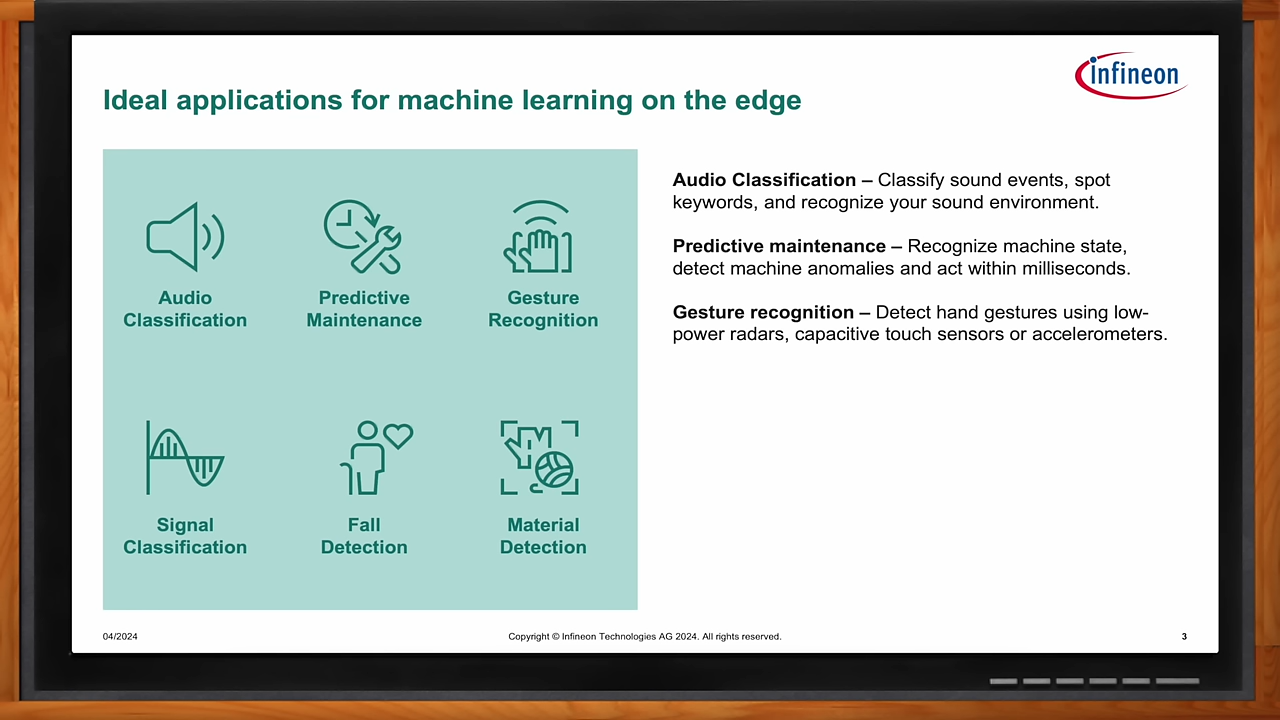 infineon
Ideal applications for machine learning on the edge
Audio
Classification
Predictive
Maintenance
Gesture
Recognition
Signal
Classification
Fall
Detection
Material
Detection
Audio Classification – Classify sound events, spot
keywords, and recognize your sound environment.
Predictive maintenance – Recognize machine state,
detect machine anomalies and act within milliseconds.
Gesture recognition – Detect hand gestures using low-
power radars, capacitive touch sensors or accelerometers.
04/2024
Copyright © Infineon Technologies AG 2024. All rights reserved.
3